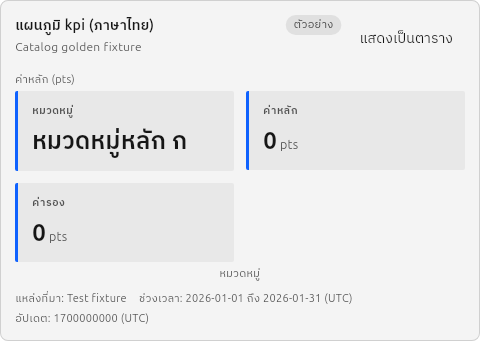 แผนภูมิ kpi (ภาษาไทย)
ตัวอย่าง
แสดงเป็นตาราง
Catalog golden fixture
ค่าหลัก (pts)
หมวดหมู่
หมวดหมู่หลัก ก
ค่าหลัก
0 pts
ค่ารอง
0 pts
หมวดหมู่
แหล่งที่มา: Test fixture ช่วงเวลา: 2026-01-01 ถึง 2026-01-31 (UTC)
อัปเดต: 1700000000 (UTC)